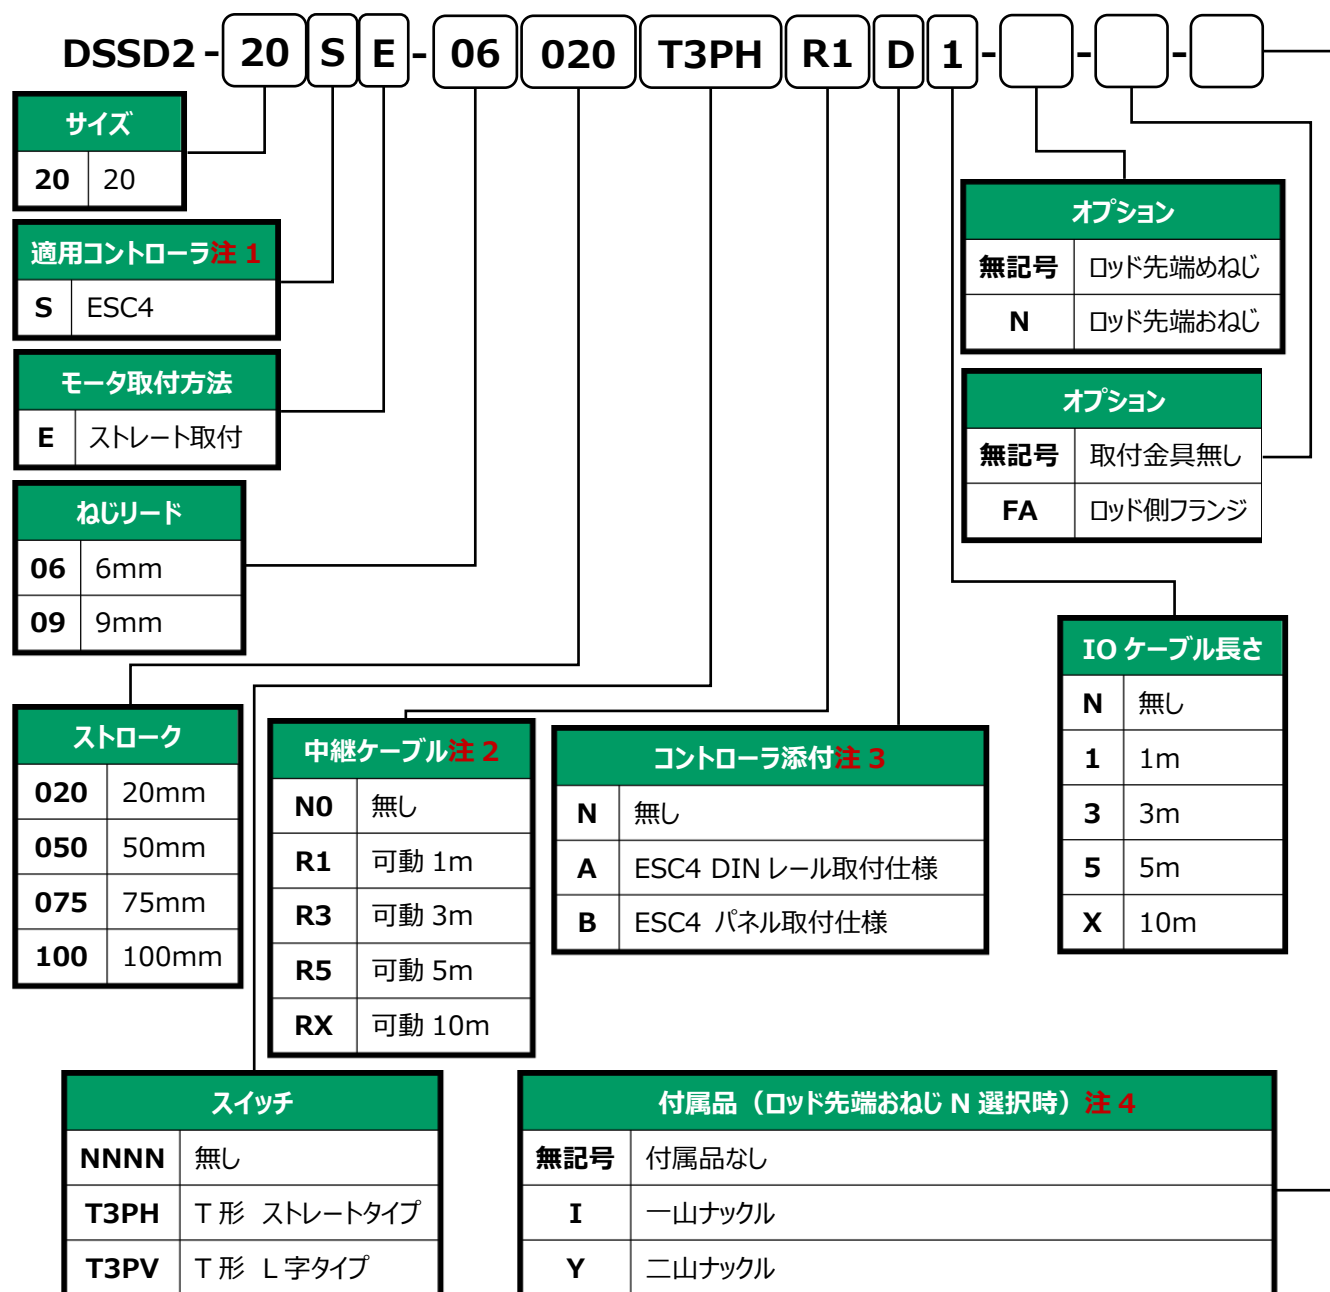 DSSD2 - 20 S E - 06 020 T3PH R1 D 1 - - -
サイズ
20 20
適用コントローラ注 1
S ESC4
モータ取付方法
E ストレート取付
ねじリード
06 6mm
09 9mm
ストローク
020 20mm
050 50mm
075 75mm
100 100mm
中継ケーブル注 2
N0 無し
R1 可動 1m
R3 可動 3m
R5 可動 5m
RX 可動 10m
コントローラ添付注 3
N 無し
A ESC4 DIN レール取付仕様
B ESC4 パネル取付仕様
オプション
無記号 ロッド先端めねじ
N ロッド先端おねじ
オプション
無記号 取付金具無し
FA ロッド側フランジ
IO ケーブル長さ
N 無し
1 1m
3 3m
5 5m
X 10m
スイッチ
NNNN 無し
T3PH T 形 ストレートタイプ
T3PV T 形 L 字タイプ
付属品（ロッド先端おねじ N 選択時）注 4
無記号 付属品なし
I 一山ナックル
Y 二山ナックル